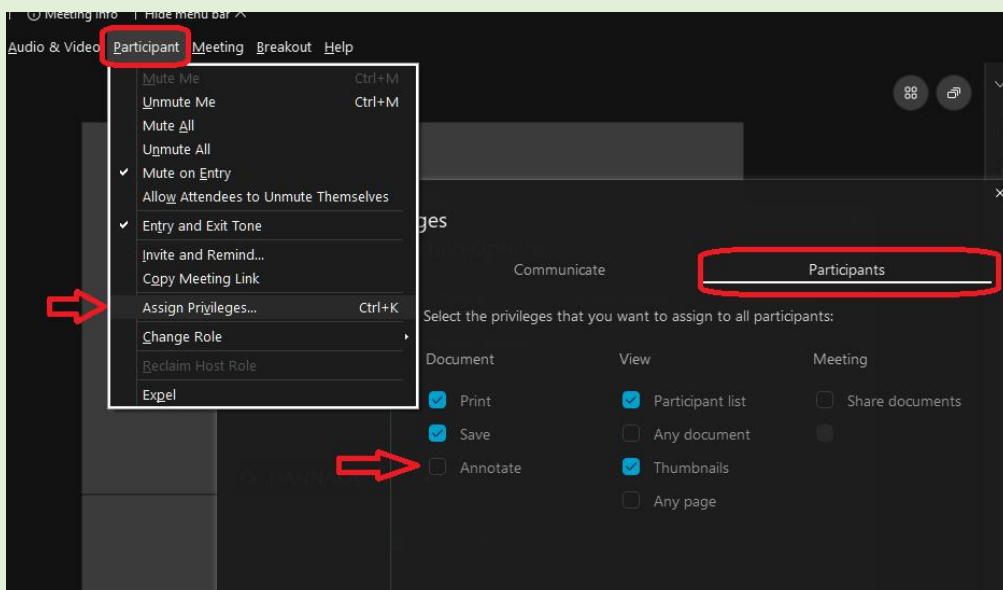 Meeting Info | Hide menu bar
Audio & Video Participant Meeting Breakout Help
Mute Me Ctrl+M
Unmute Me Ctrl+M
Mute All
Unmute All
Mute on Entry
Allow Attendees to Unmute Themselves
Entry and Exit Tone
Invite and Remind...
Copy Meeting Link
Assign Privileges... Ctrl+K
Change Role
Reclaim Host Role
Expel
ges
Communicate Participants
Select the privileges that you want to assign to all participants:
Document View Meeting
Print Participant list Share documents
Save Any document
Annotate Thumbnails
Any page